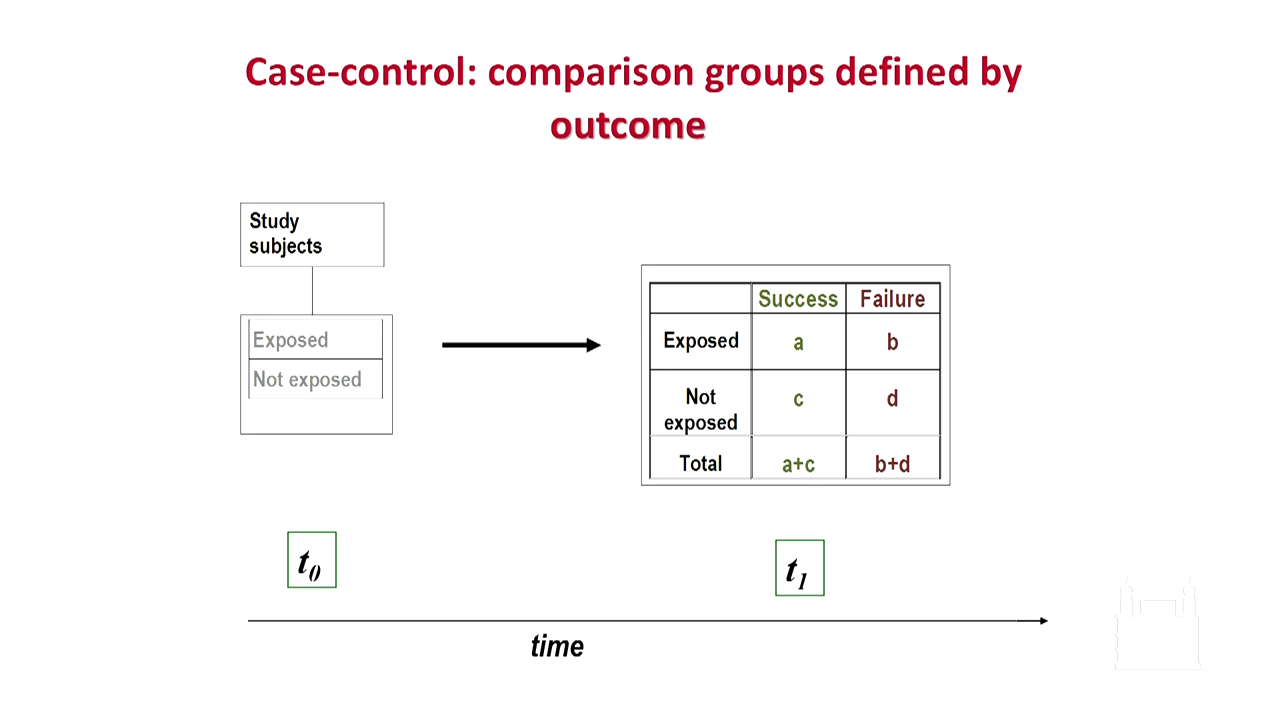 Case-control: comparison groups defined by
outcome
Study
subjects
Exposed
Not exposed
Success Failure
Exposed a b
Not
exposed c d
Total a+c b+d
t0
t1
time